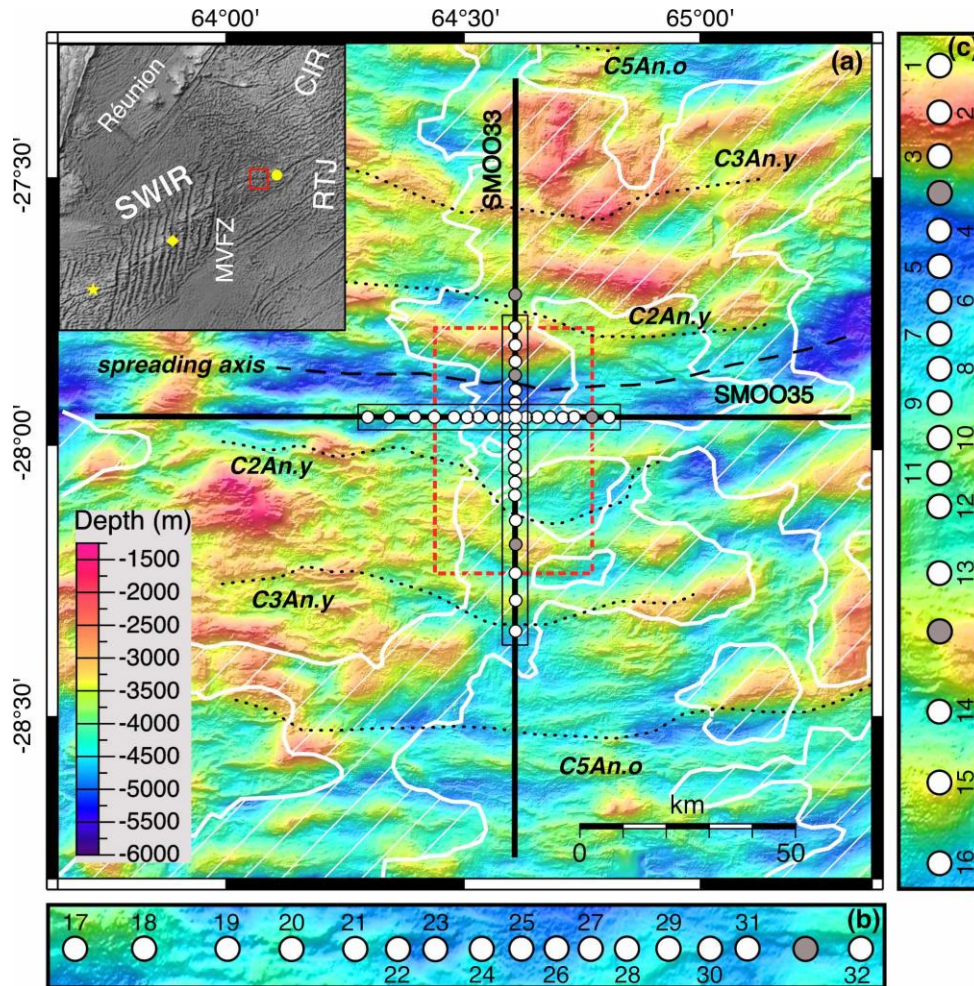 64°00'
64°30'
65°00'
(a)
(c)
C5An.o
Réunion
CIR
SMOO33
C3An.y
-27°30'
SWIR
RTJ
MVFZ
C2An.y
spreading axis
SMOO35
-28°00'
C2An.y
Depth (m)
-1500
-2000
-2500
-3000
-3500
-4000
-4500
-5000
-5500
-6000
C3An.y
-28°30'
C5An.o
km
0 50
1
2
3
4
5
6
7
8
9
10
11
12
13
14
15
16
(b)
17 18 19 20 21 23 25 27 29 31
22 24 26 28 30 32